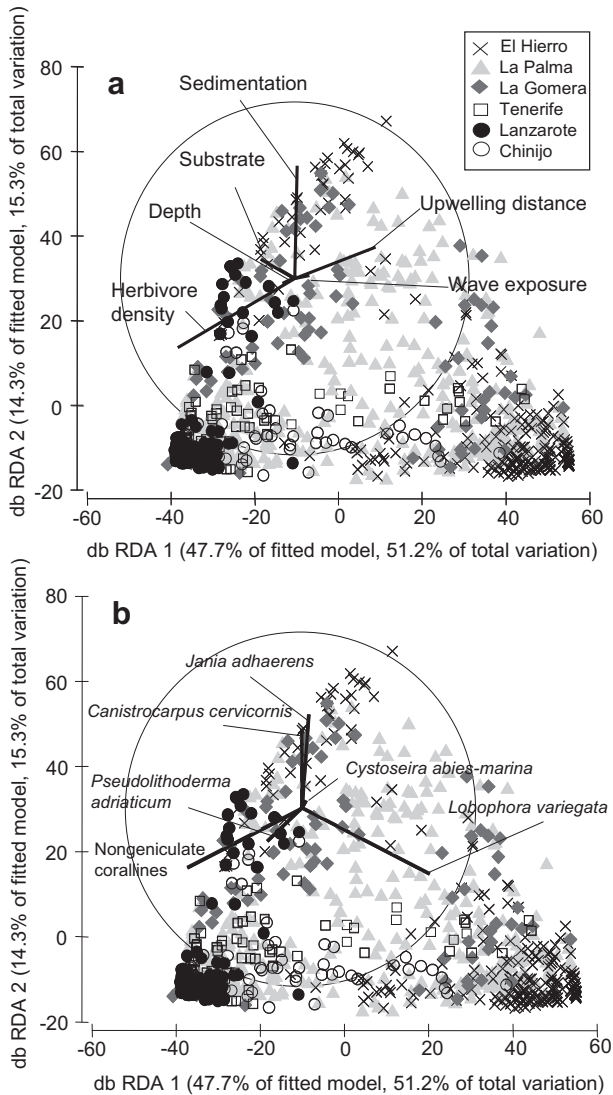 El Hierro
La Palma
La Gomera
Tenerife
Lanzarote
Chinijo
a
80
60
40
20
0
-20
db RDA 2 (14.3% of fitted model, 15.3% of total variation)
Sedimentation
Substrate
Depth
Upwelling distance
Herbivore
density
Wave exposure
-60
-40
-20
0
20
40
60
db RDA 1 (47.7% of fitted model, 51.2% of total variation)
b
80
60
40
20
0
-20
db RDA 2 (14.3% of fitted model, 15.3% of total variation)
Jania adhaerens
Canistrocarpus cervicornis
Pseudolithoderma
adriaticum
Cystoseira abies-marina
Lobophora variegata
Nongeniculate
corallines
-60
-40
-20
0
20
40
60
db RDA 1 (47.7% of fitted model, 51.2% of total variation)